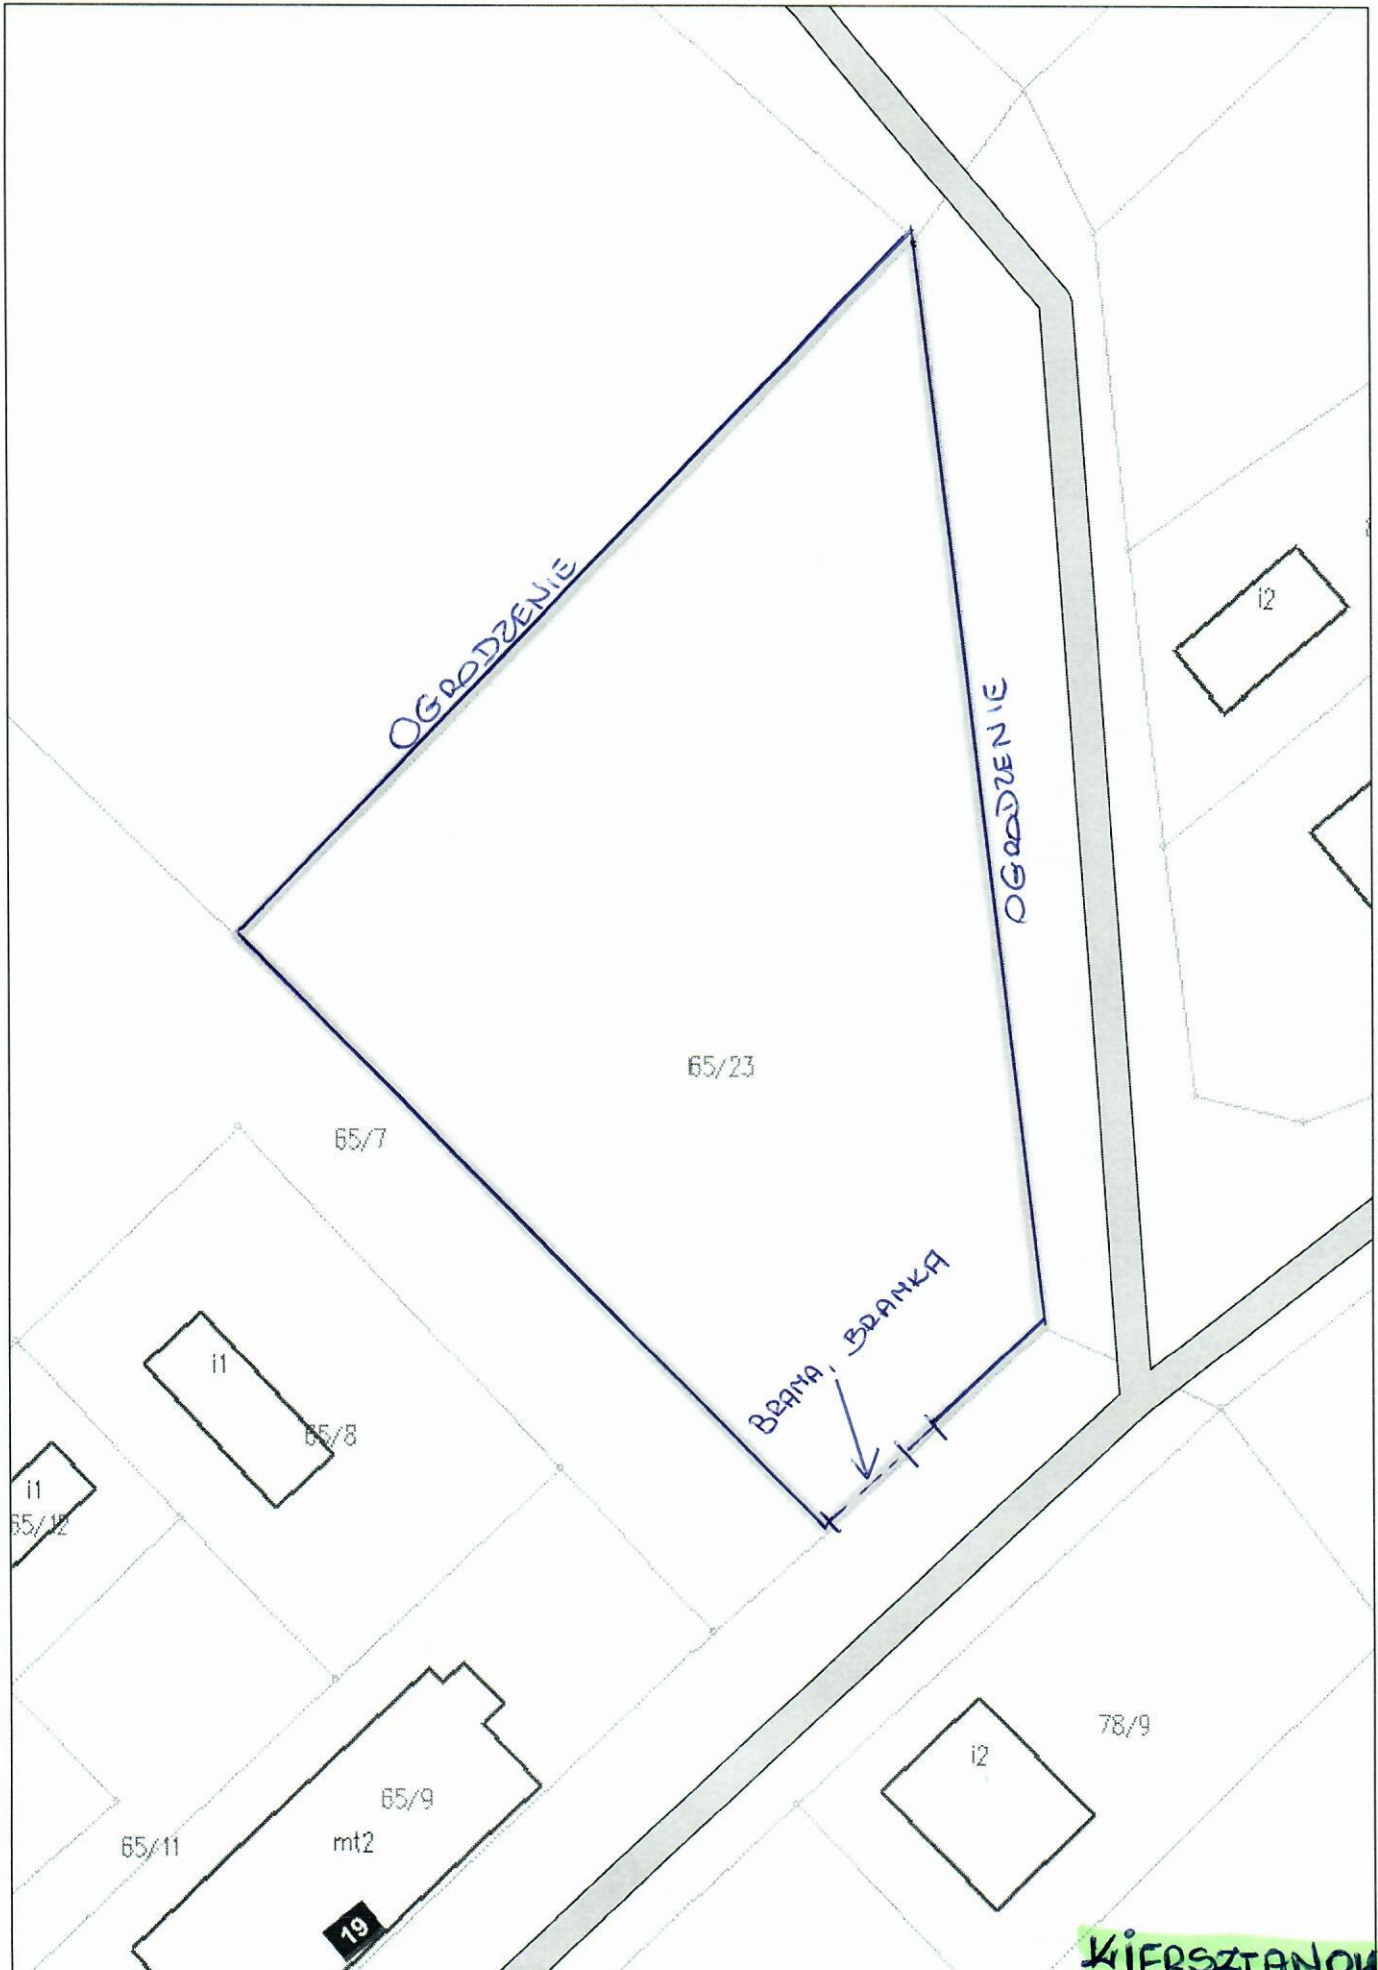 OGRODZENIE
i2
OGRODZENIE
65/23
65/7
BRAMA, BRAMKA
i1
65/8
i1
65/12
78/9
i2
65/9
65/11
mt2
19
KIERSZTANOW